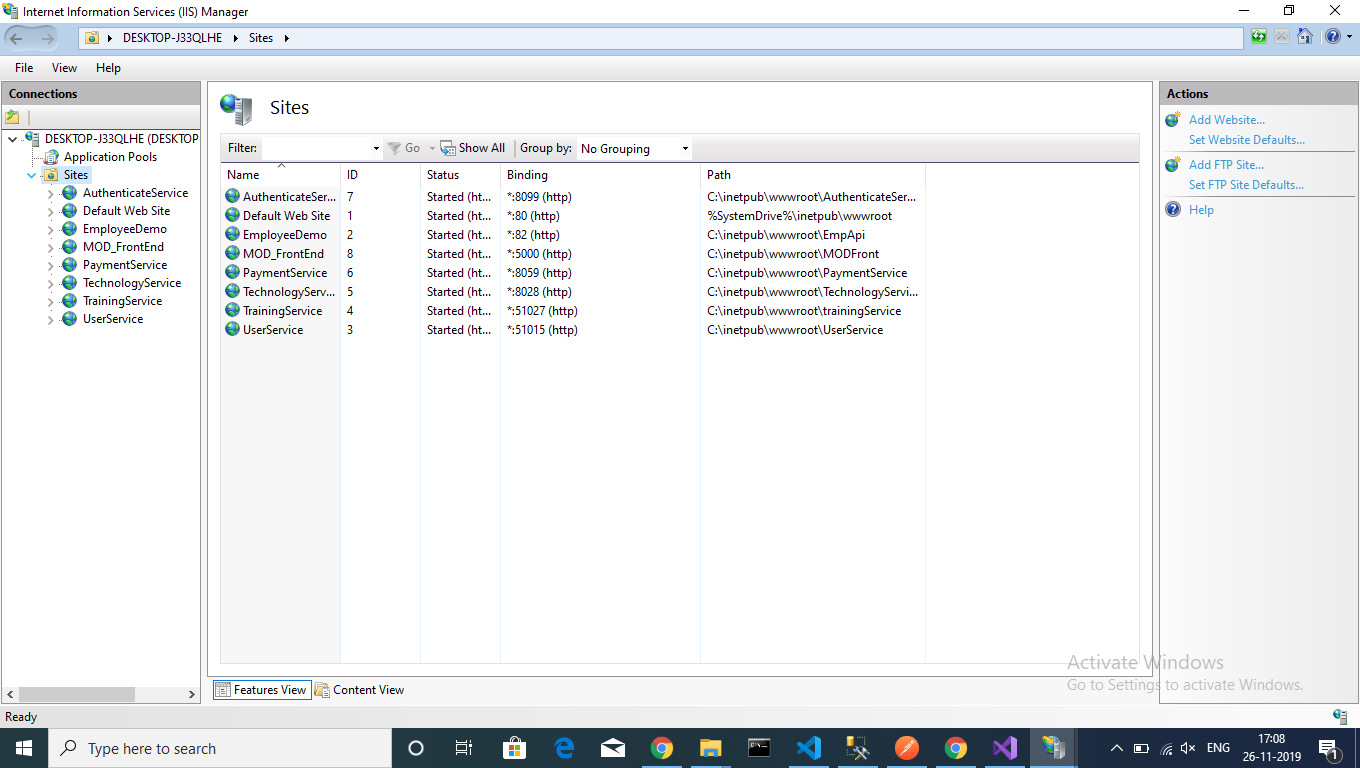 Internet Information Services (IIS) Manager
DESKTOP-J33QLHE Sites
File View Help
Connections
DESKTOP-J33QLHE (DESKTOP
Application Pools
Sites
AuthenticateService
Default Web Site
EmployeeDemo
MOD_FrontEnd
PaymentService
TechnologyService
TrainingService
UserService
Sites
Filter: Go Show All Group by: No Grouping
Name ID Status Binding Path
AuthenticateSer... 7 Started (ht... *:8099 (http) C:\inetpub\wwwroot\AuthenticateSer...
Default Web Site 1 Started (ht... *:80 (http) %SystemDrive%\inetpub\wwwroot
EmployeeDemo 2 Started (ht... *:82 (http) C:\inetpub\wwwroot\EmpApi
MOD_FrontEnd 8 Started (ht... *:5000 (http) C:\inetpub\wwwroot\MODFront
PaymentService 6 Started (ht... *:8059 (http) C:\inetpub\wwwroot\PaymentService
TechnologyServ... 5 Started (ht... *:8028 (http) C:\inetpub\wwwroot\TechnologyServi...
TrainingService 4 Started (ht... *:51027 (http) C:\inetpub\wwwroot\trainingService
UserService 3 Started (ht... *:51015 (http) C:\inetpub\wwwroot\UserService
Features View Content View
Actions
Add Website...
Set Website Defaults...
Add FTP Site...
Set FTP Site Defaults...
Help
Activate Windows
Go to Settings to activate Windows.
Ready
Type here to search
ENG
17:08
26-11-2019
1